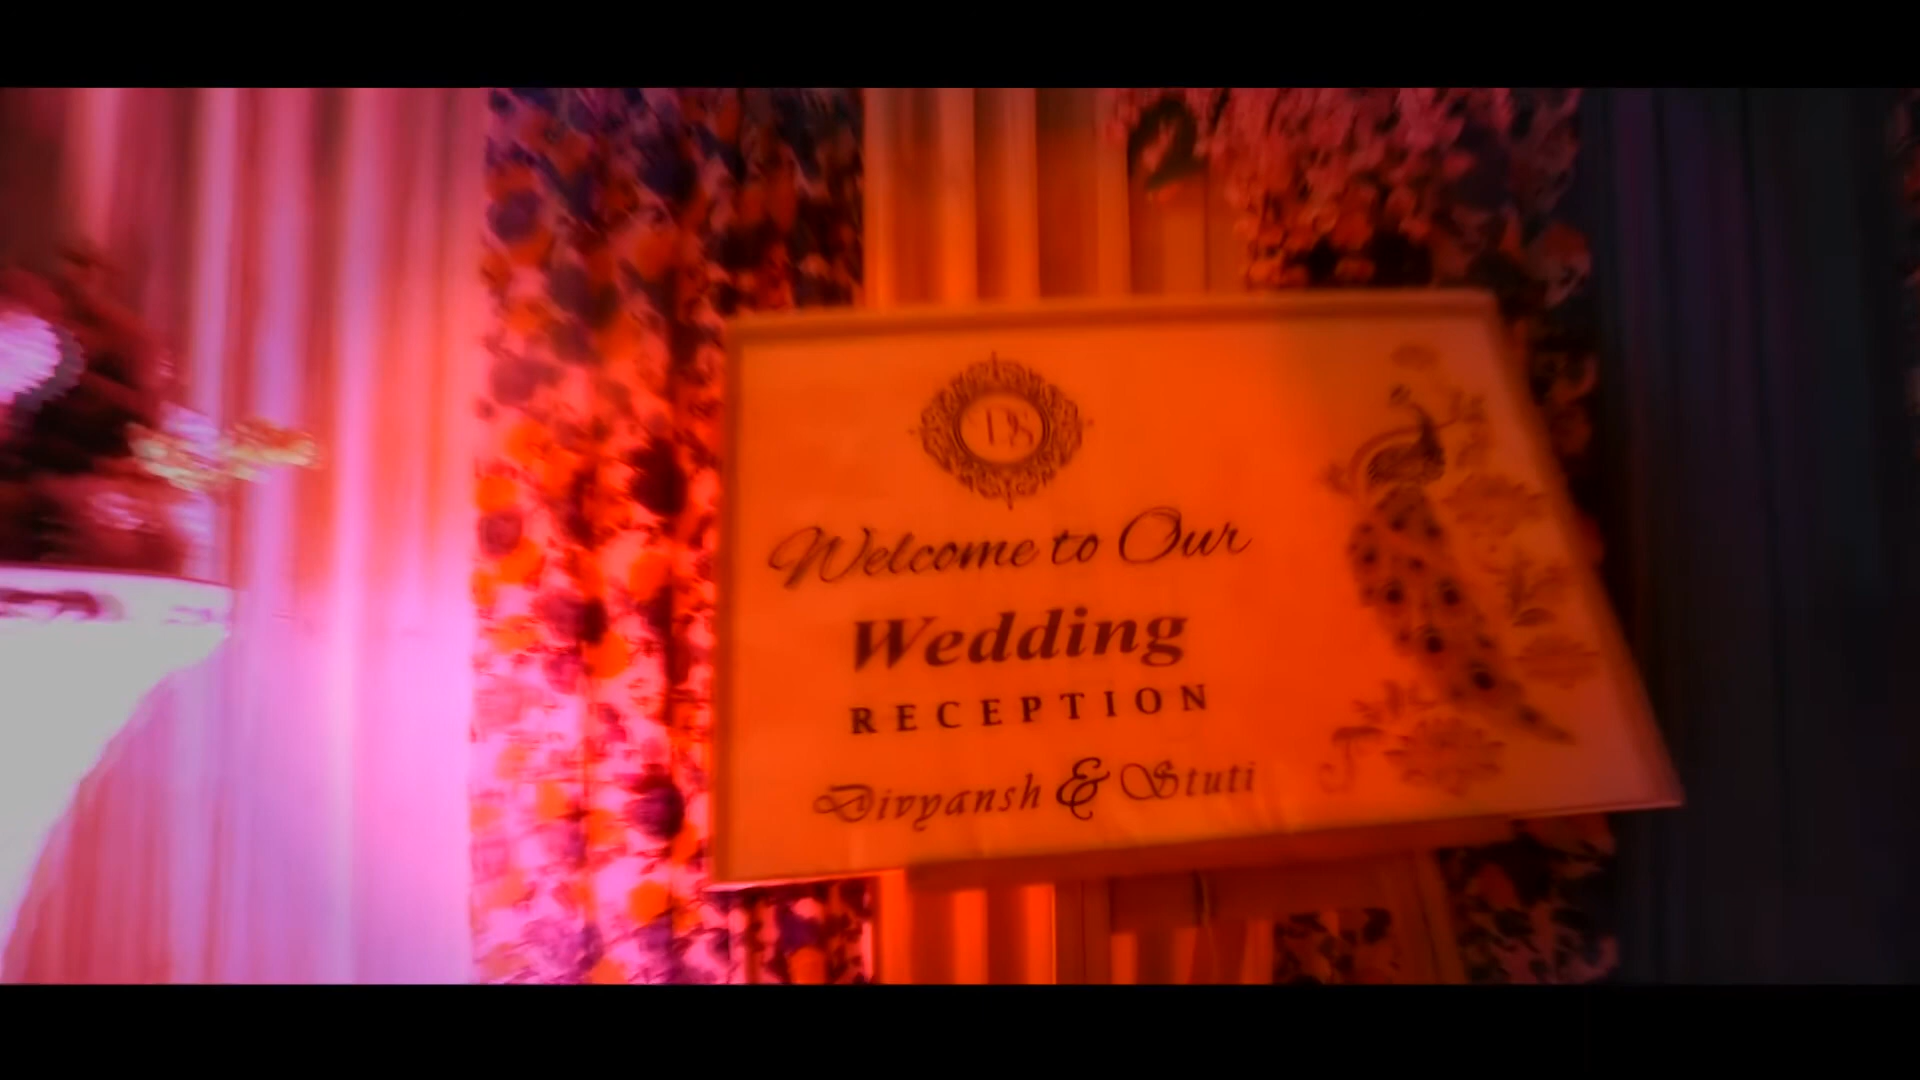 DS
Welcome to Our
Wedding
RECEPTION
Divyansh & Stuti